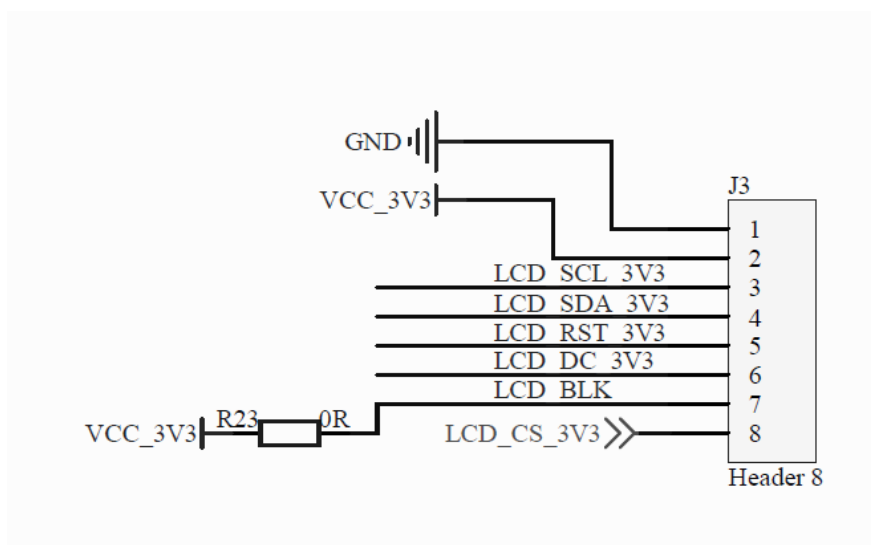 GND
VCC_3V3
J3
1
2
LCD_SCL_3V3
3
LCD_SDA_3V3
4
LCD_RST_3V3
5
LCD_DC_3V3
6
LCD_BLK
7
VCC_3V3 R23 0R LCD_CS_3V3 8
Header 8